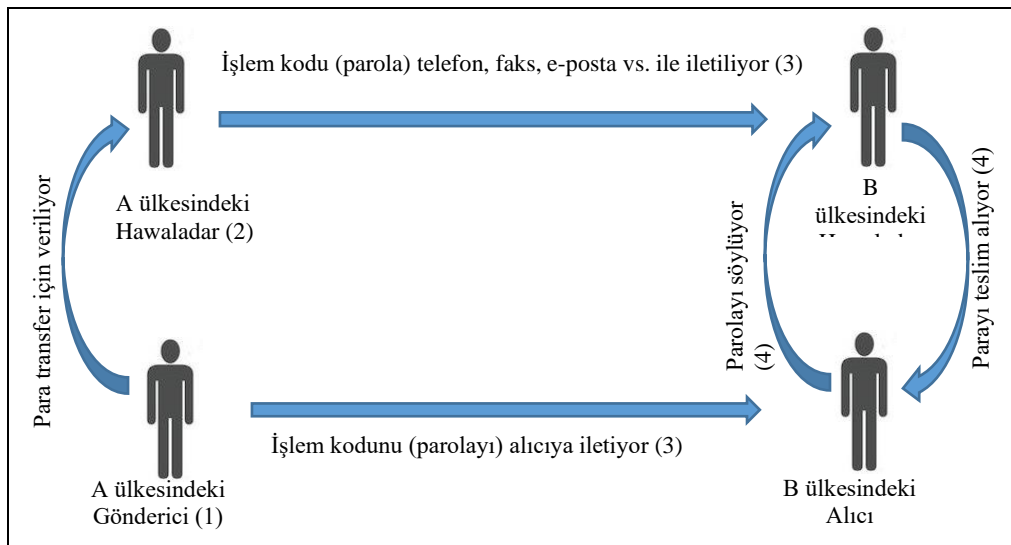 İşlem kodu (parola) telefon, faks, e-posta vs. ile iletiliyor (3)
Para transfer için veriliyor
A ülkesindeki
Hawaladar (2)
B
ülkesindeki
Parolayı söylüyor
(4)
Parayı teslim alıyor (4)
İşlem kodunu (parolayı) alıcıya iletiyor (3)
A ülkesindeki
Gönderici (1)
B ülkesindeki
Alıcı